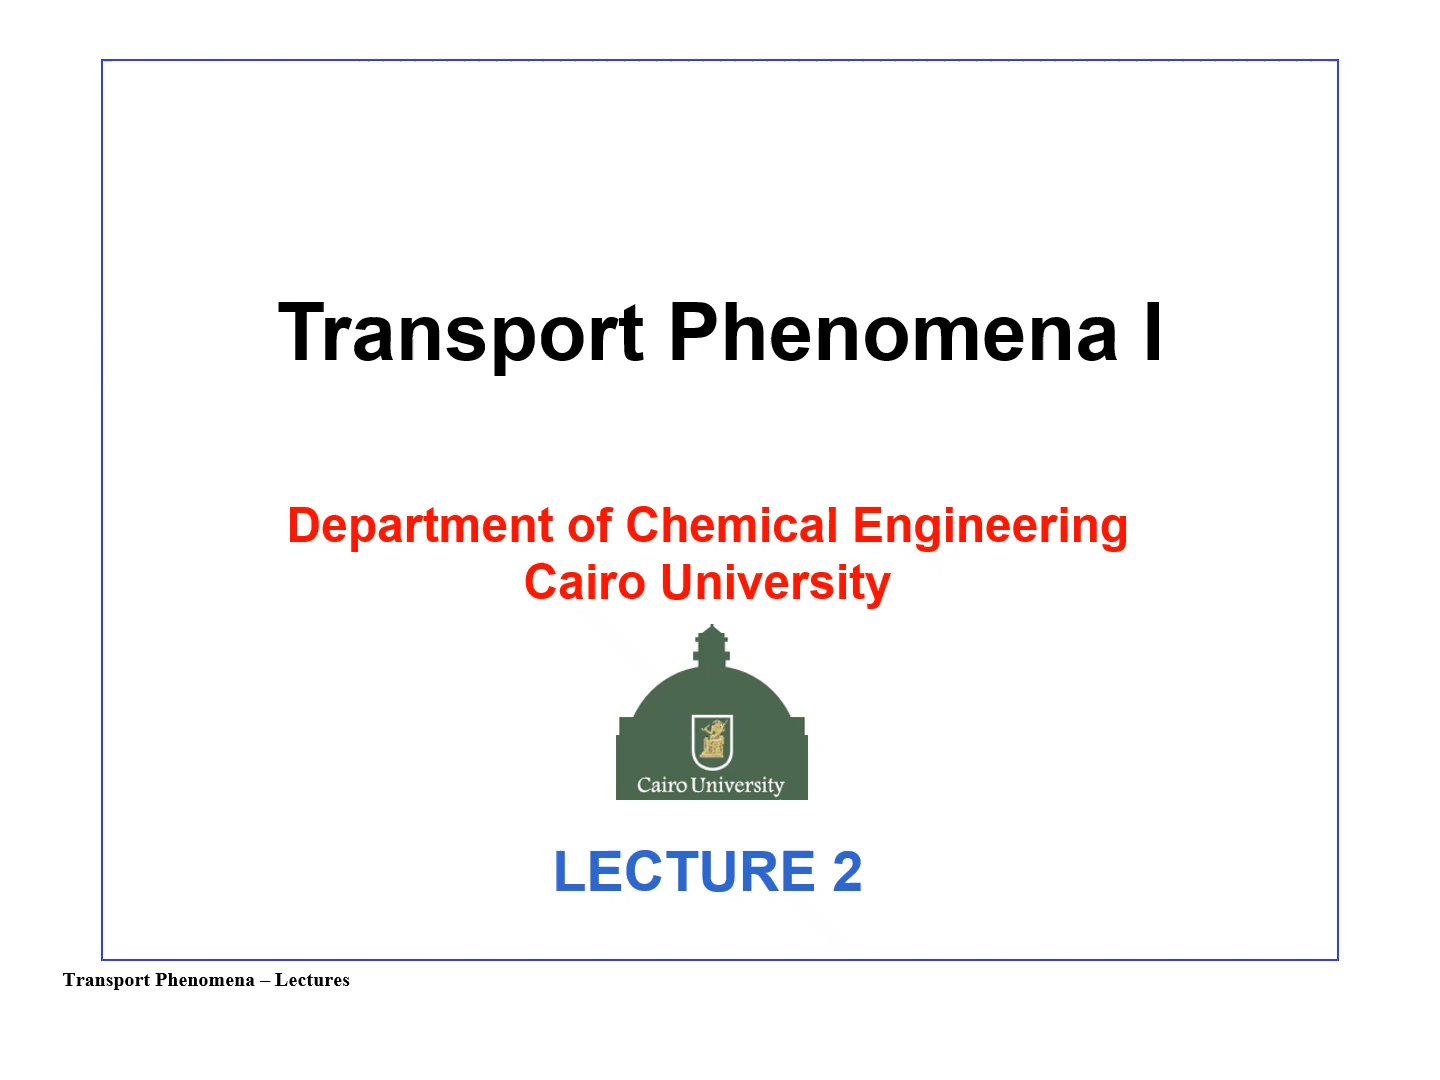 Transport Phenomena I
Department of Chemical Engineering
Cairo University
Cairo University
LECTURE 2
Transport Phenomena – Lectures